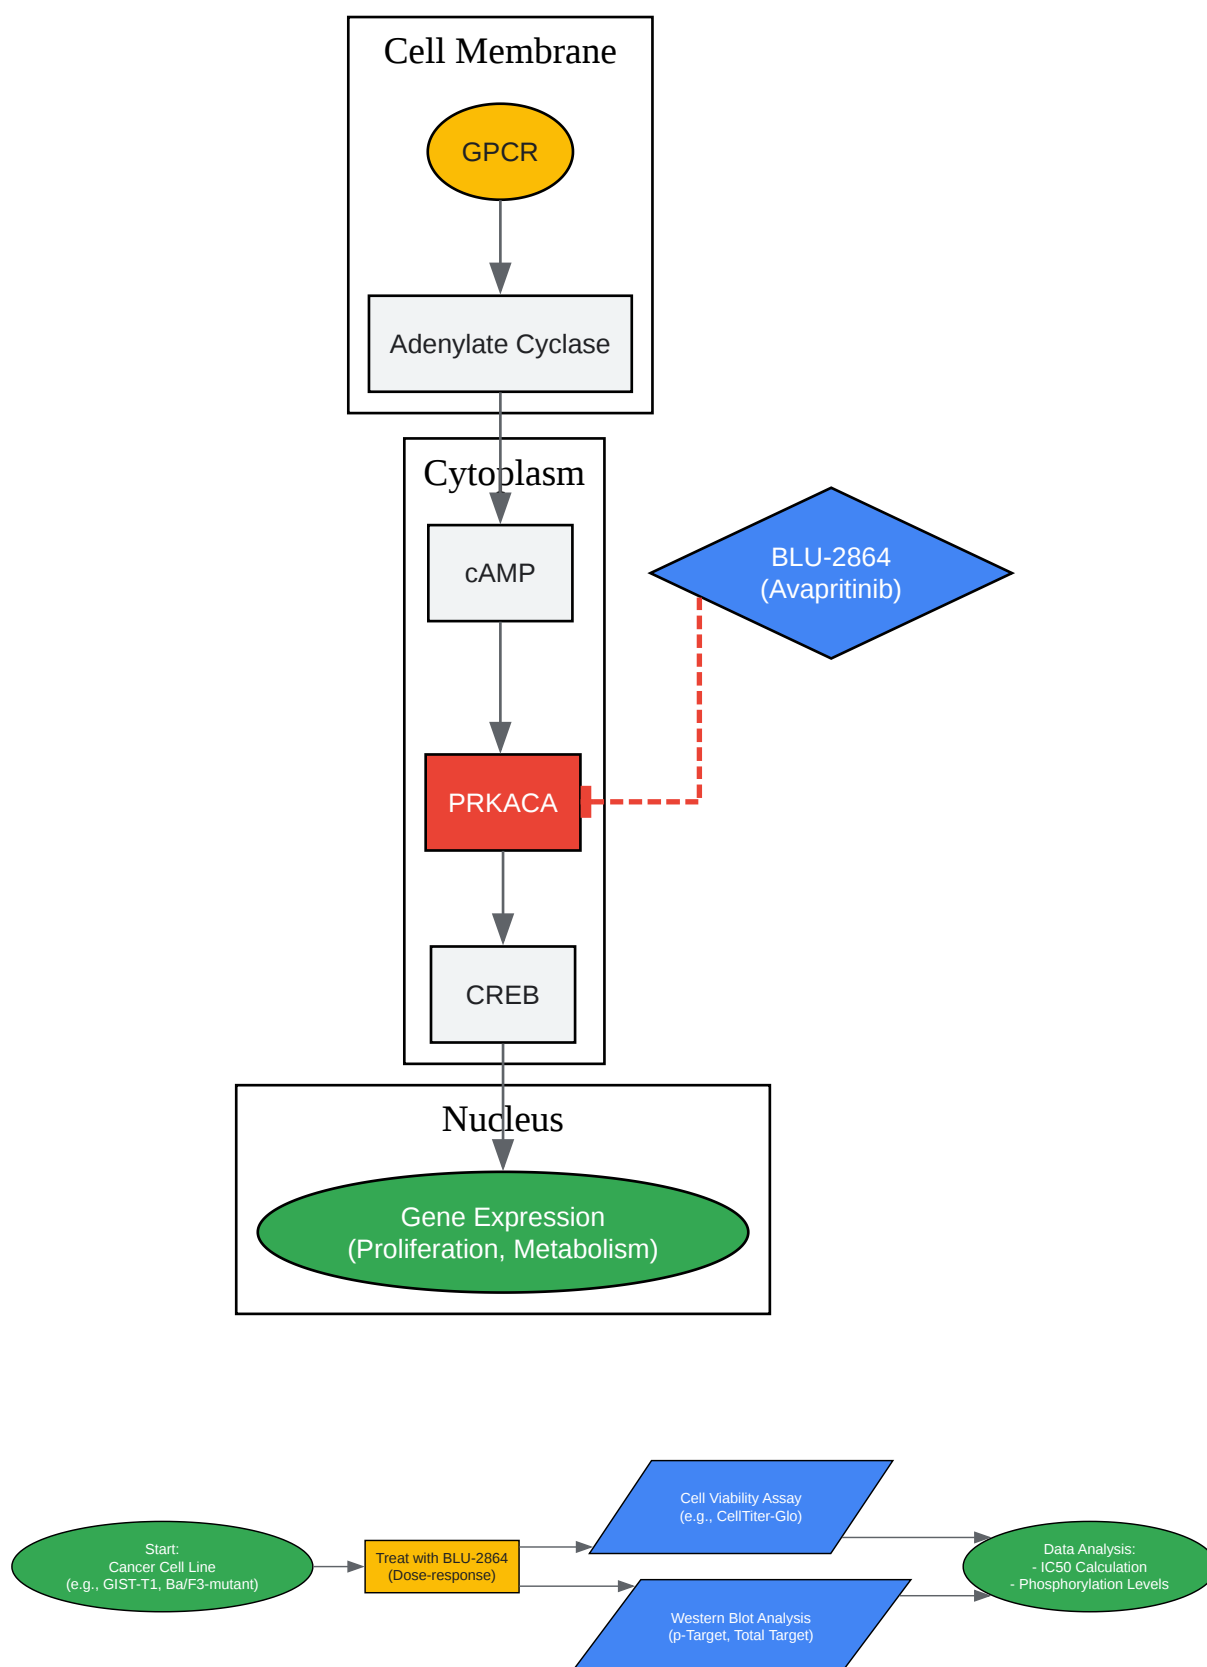 Cell Membrane
GPCR
Adenylate Cyclase
Cytoplasm
cAMP
BLU-2864
(Avapritinib)
PRKACA
CREB
Nucleus
Gene Expression
(Proliferation, Metabolism)
Start:
Cancer Cell Line
(e.g., GIST-T1, Ba/F3-mutant)
Treat with BLU-2864
(Dose-response)
Cell Viability Assay
(e.g., CellTiter-Glo)
Western Blot Analysis
(p-Target, Total Target)
Data Analysis:
- IC50 Calculation
- Phosphorylation Levels